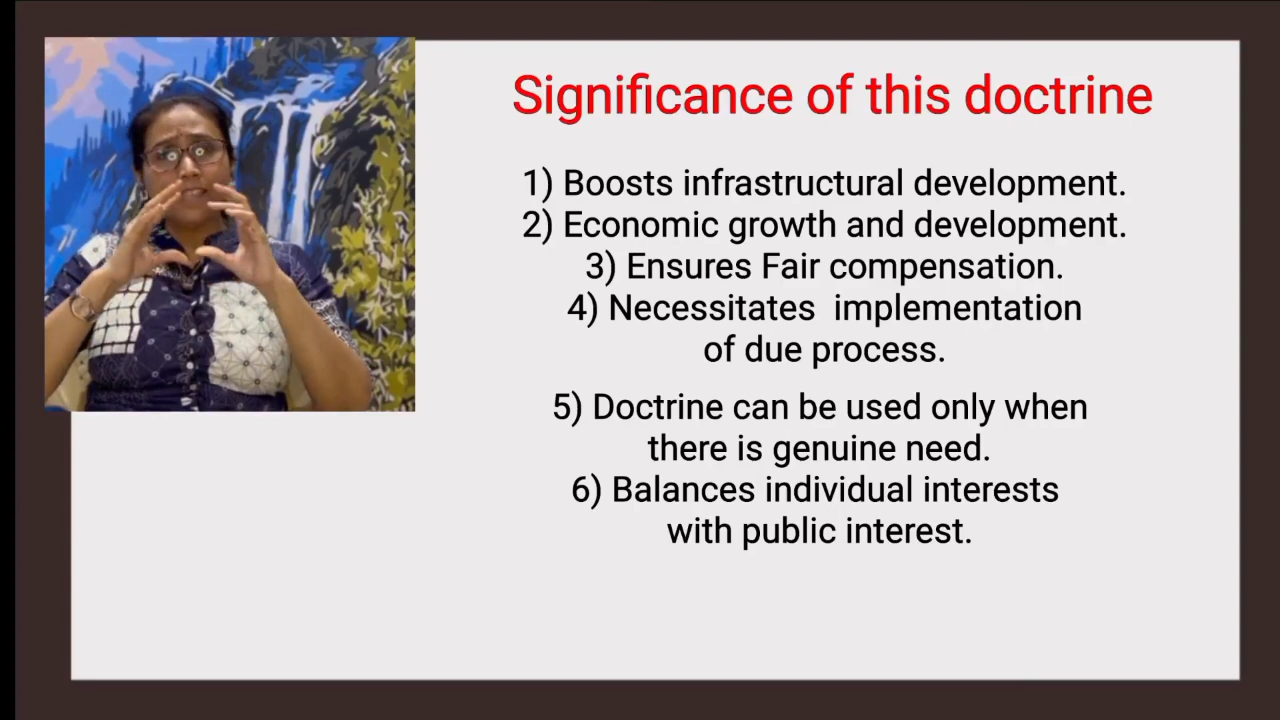 Significance of this doctrine
1) Boosts infrastructural development.
2) Economic growth and development.
3) Ensures Fair compensation.
4) Necessitates  implementation
of due process.
5) Doctrine can be used only when
there is genuine need.
6) Balances individual interests
with public interest.